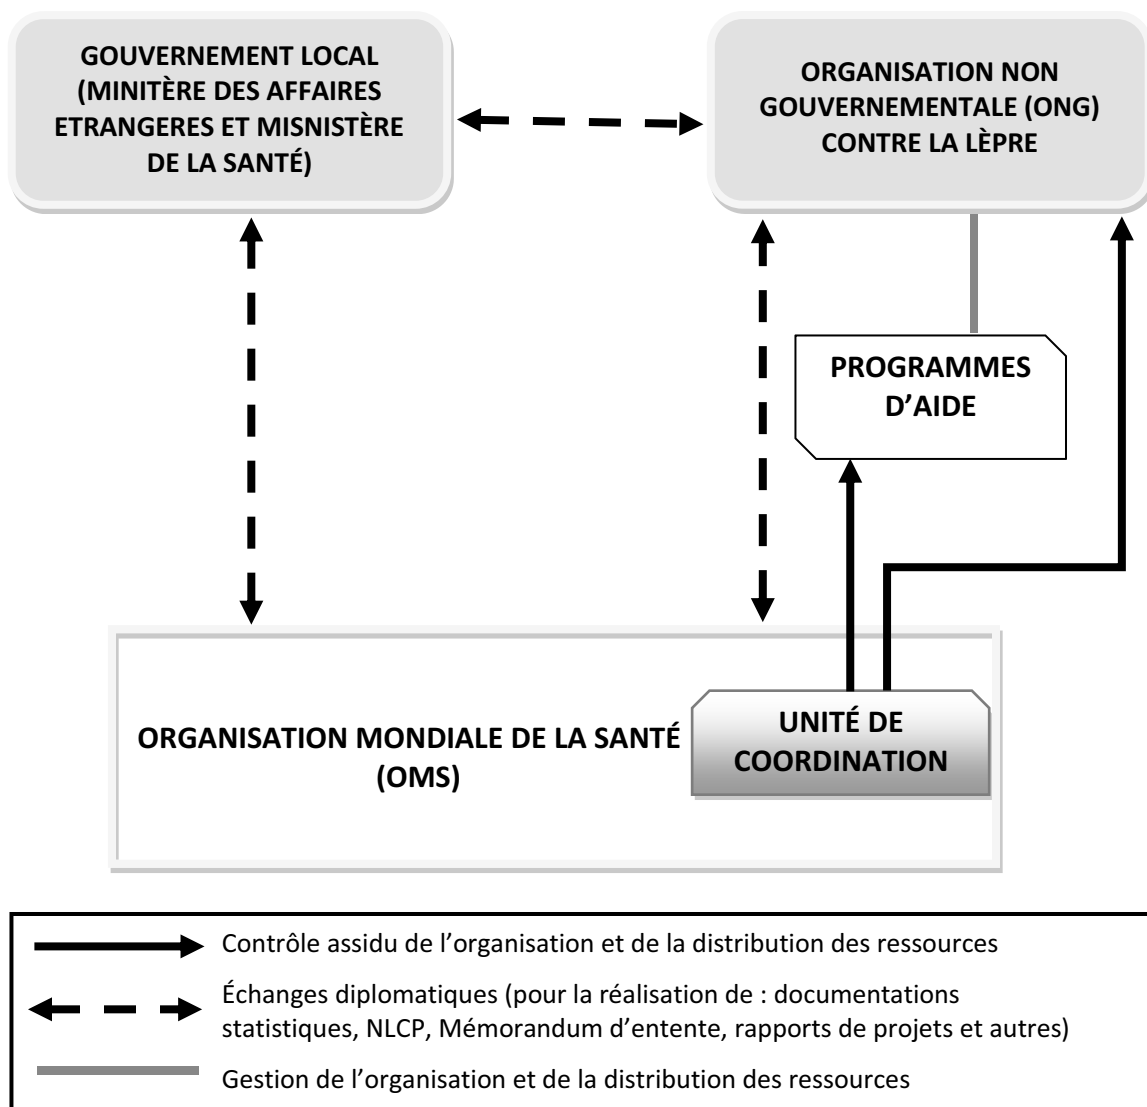 GOUVERNEMENT LOCAL
(MINITÈRE DES AFFAIRES
ETRANGERES ET MISNISTÈRE
DE LA SANTÉ)
ORGANISATION NON
GOUVERNEMENTALE (ONG)
CONTRE LA LÈPRE
PROGRAMMES
D’AIDE
ORGANISATION MONDIALE DE LA SANTÉ
(OMS)
UNITÉ DE
COORDINATION
Contrôle assidu de l’organisation et de la distribution des ressources
Échanges diplomatiques (pour la réalisation de : documentations
statistiques, NLCP, Mémorandum d’entente, rapports de projets et autres)
Gestion de l’organisation et de la distribution des ressources